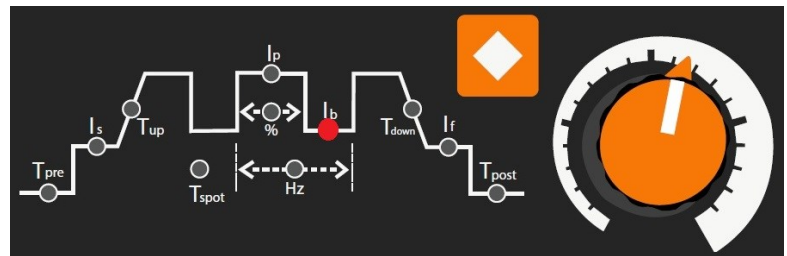 Ip
Is
Tup
%
Ib
Tdown
If
Tpre
Tspot
Hz
Tpost